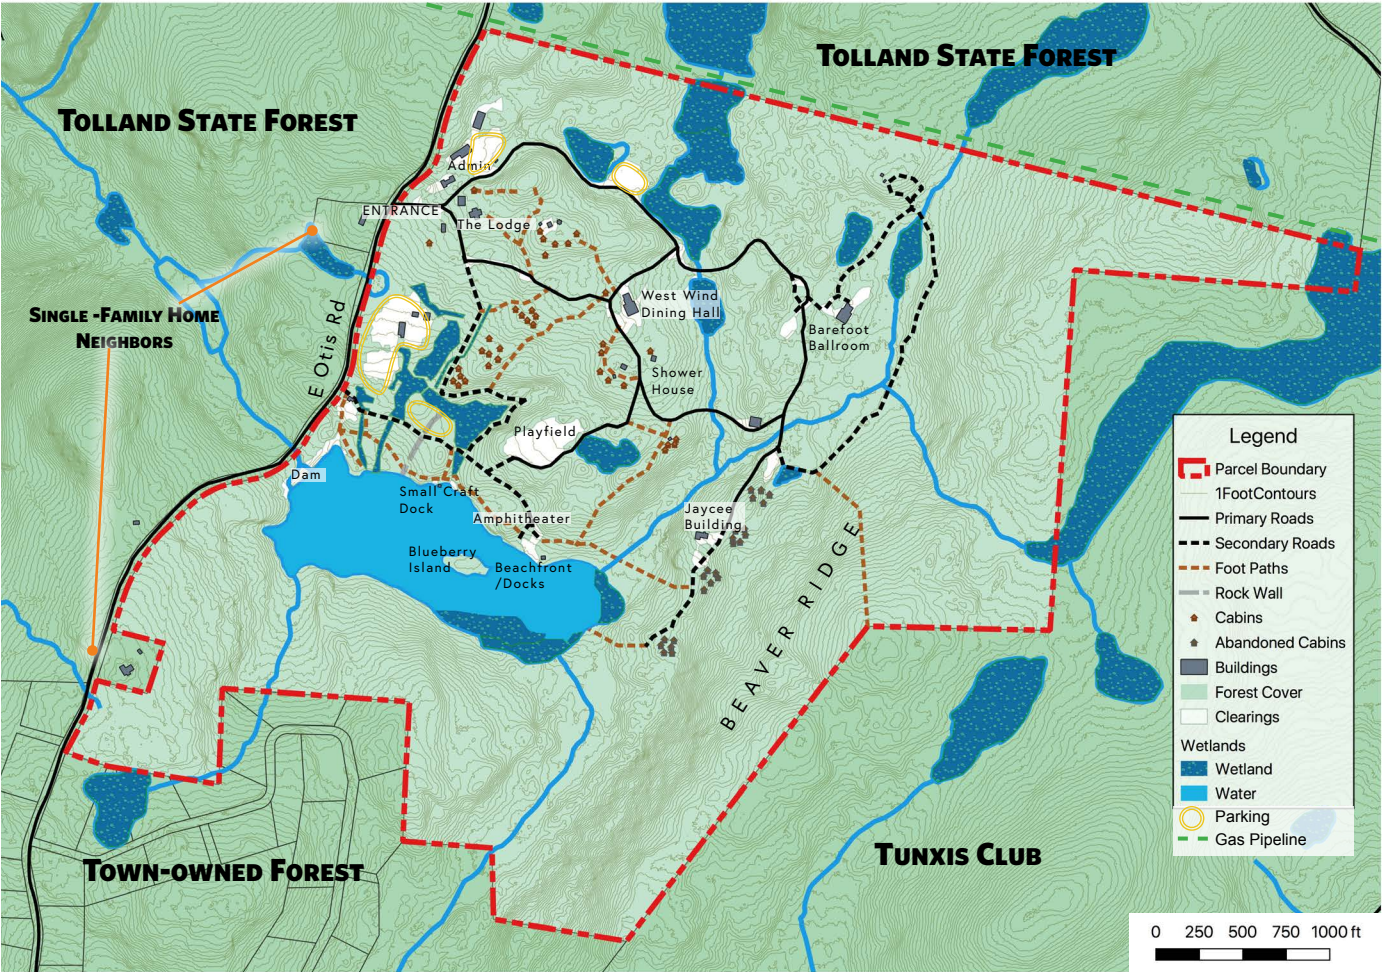 TOLLAND STATE FOREST
TOLLAND STATE FOREST
Admin
ENTRANCE
The Lodge
West Wind
Dining Hall
SINGLE -FAMILY HOME
NEIGHBORS
E Otis Rd
Barefoot
Ballroom
Shower
House
Playfield
Dam
Small Craft
Dock
Amphitheater
Jaycee
Building
Blueberry
Island
Beachfront
/Docks
BEAVER RIDGE
TOWN-OWNED FOREST
TUNXIS CLUB
Legend
Parcel Boundary
1FootContours
Primary Roads
Secondary Roads
Foot Paths
Rock Wall
Cabins
Abandoned Cabins
Buildings
Forest Cover
Clearings
Wetlands
Wetland
Water
Parking
Gas Pipeline
0 250 500 750 1000 ft